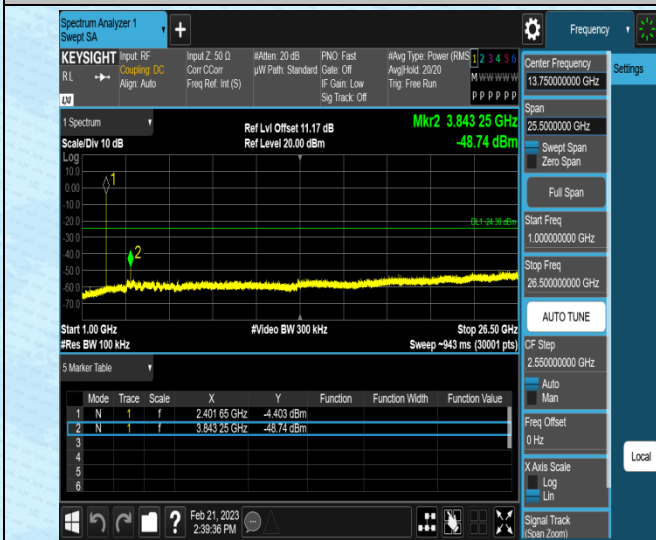 Spectrum Analyzer 1
Swept SA
Frequency
KEYSIGHT
RL
LXI
Input: RF
Coupling: DC
Align: Auto
Input Z: 50 Ω
Corr CCorr
Freq Ref: Int (S)
#Atten: 20 dB
µW Path: Standard
PNO: Fast
Gate: Off
IF Gain: Low
Sig Track: Off
#Avg Type: Power (RMS
Avg|Hold: 20/20
Trig: Free Run
1 2 3 4 5 6
M W W W W W
P P P P P P
Center Frequency
13.750000000 GHz
Settings
1 Spectrum
Scale/Div 10 dB
Ref Lvl Offset 11.17 dB
Ref Level 20.00 dBm
Mkr2 3.843 25 GHz
-48.74 dBm
Span
25.5000000 GHz
Swept Span
Zero Span
Full Span
Start Freq
1.000000000 GHz
Stop Freq
26.500000000 GHz
AUTO TUNE
CF Step
2.550000000 GHz
Auto
Man
Freq Offset
0 Hz
X Axis Scale
Log
Lin
Signal Track
(Span Zoom)
Local
Log
10.0
0.00
-10.0
-20.0
-30.0
-40.0
-50.0
-60.0
-70.0
1
2
Start 1.00 GHz
#Res BW 100 kHz
#Video BW 300 kHz
Stop 26.50 GHz
Sweep ~943 ms (30001 pts)
5 Marker Table
Mode Trace Scale X Y Function Function Width Function Value
1 N 1 f 2.401 65 GHz -4.403 dBm
2 N 1 f 3.843 25 GHz -48.74 dBm
3
4
5
6
?
Feb 21, 2023
2:39:36 PM